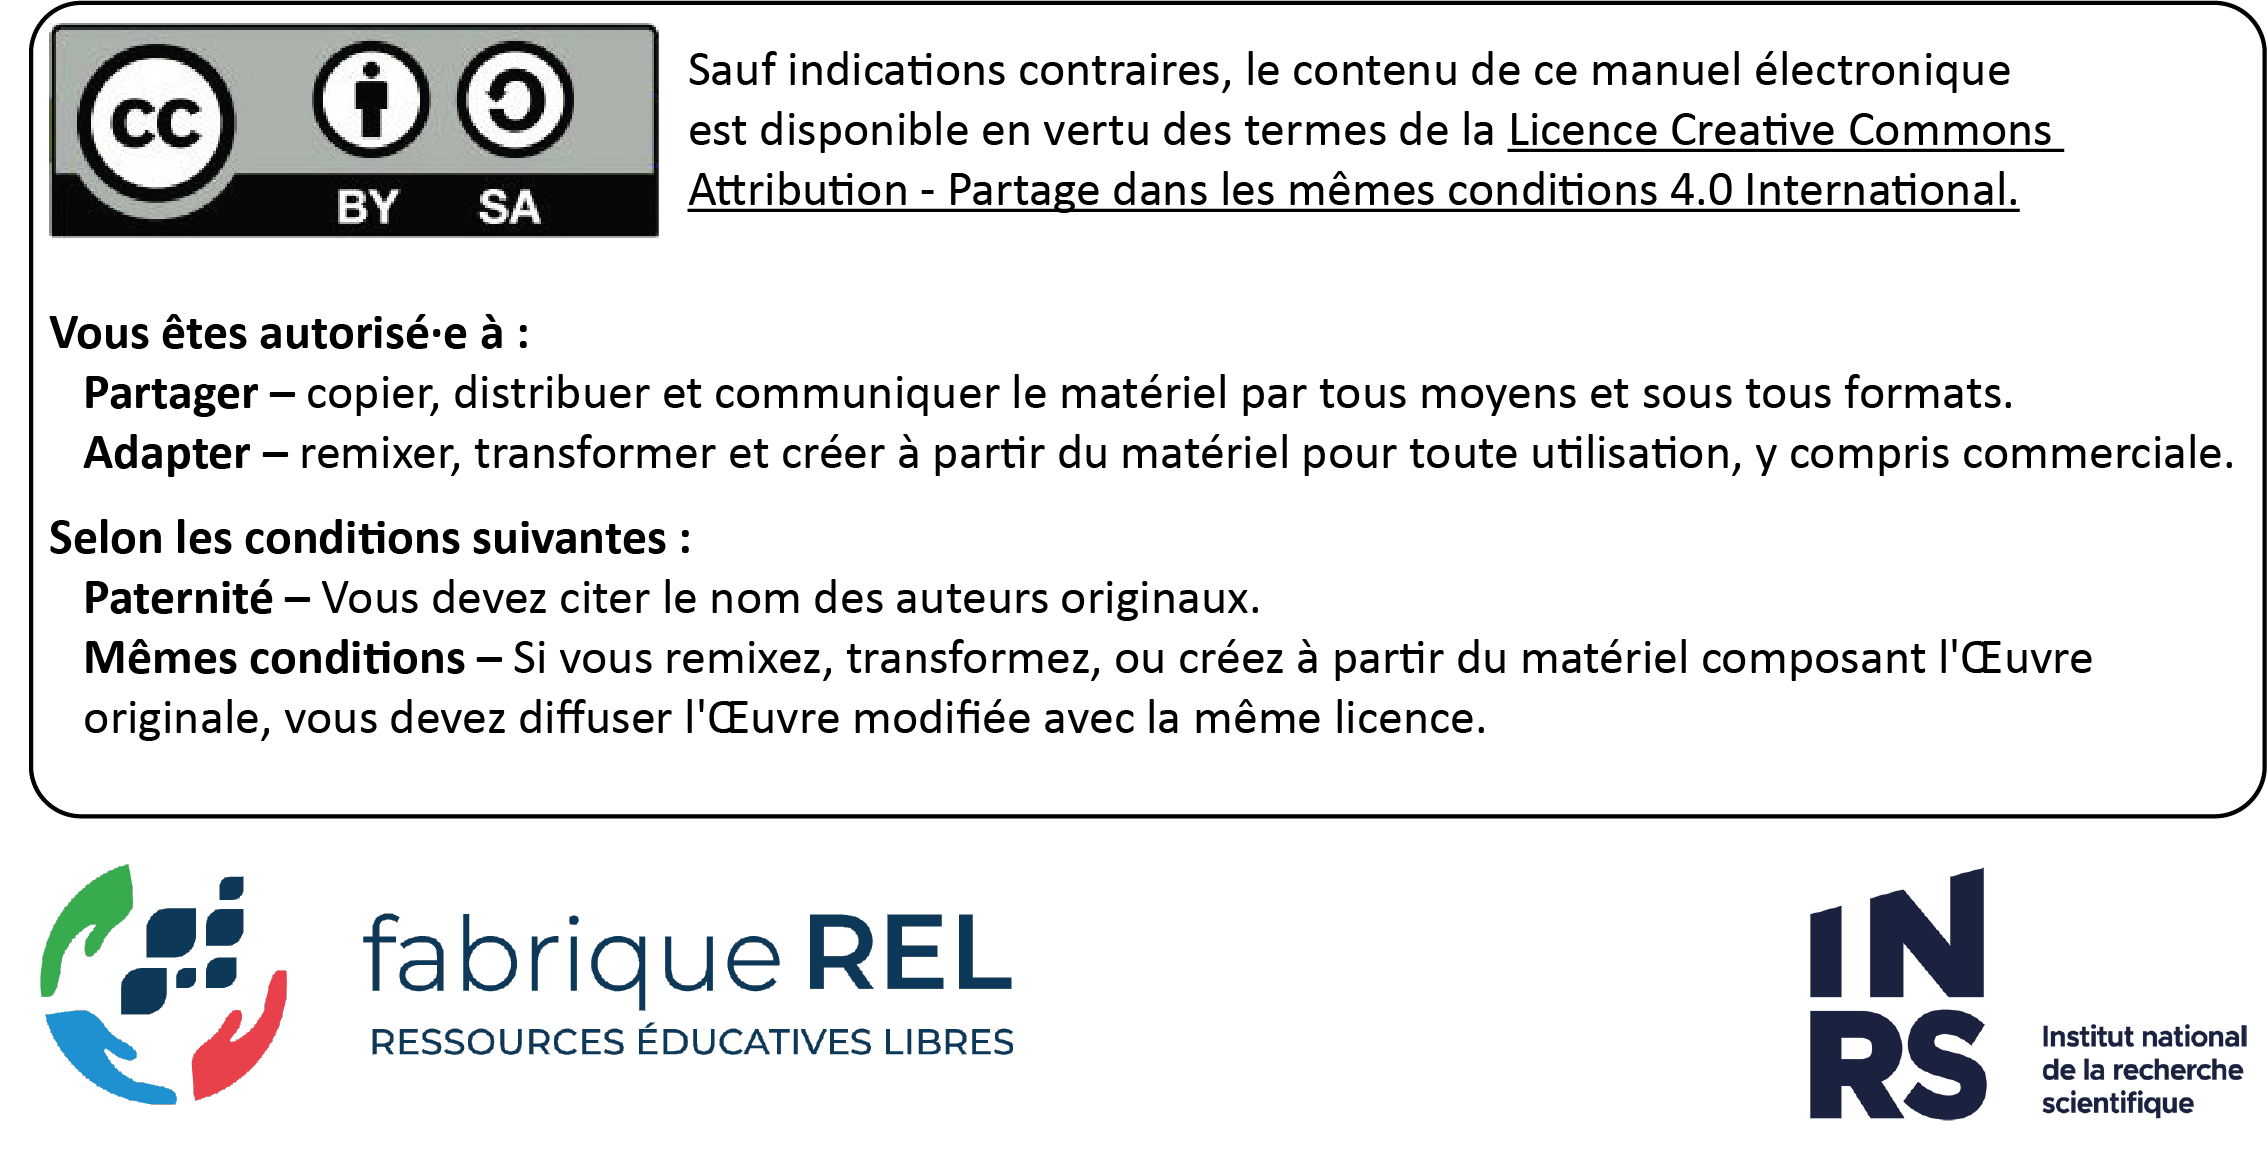 cc BY SA
Sauf indications contraires, le contenu de ce manuel électronique
est disponible en vertu des termes de la Licence Creative Commons
Attribution - Partage dans les mêmes conditions 4.0 International.
Vous êtes autorisé·e à :
Partager – copier, distribuer et communiquer le matériel par tous moyens et sous tous formats.
Adapter – remixer, transformer et créer à partir du matériel pour toute utilisation, y compris commerciale.
Selon les conditions suivantes :
Paternité – Vous devez citer le nom des auteurs originaux.
Mêmes conditions – Si vous remixez, transformez, ou créez à partir du matériel composant l'Œuvre
originale, vous devez diffuser l'Œuvre modifiée avec la même licence.
fabrique REL
RESSOURCES ÉDUCATIVES LIBRES
IN
RS
Institut national
de la recherche
scientifique